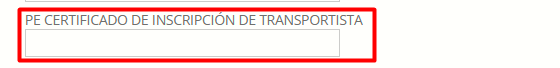 PE CERTIFICADO DE INSCRIPCIÓN DE TRANSPORTISTA